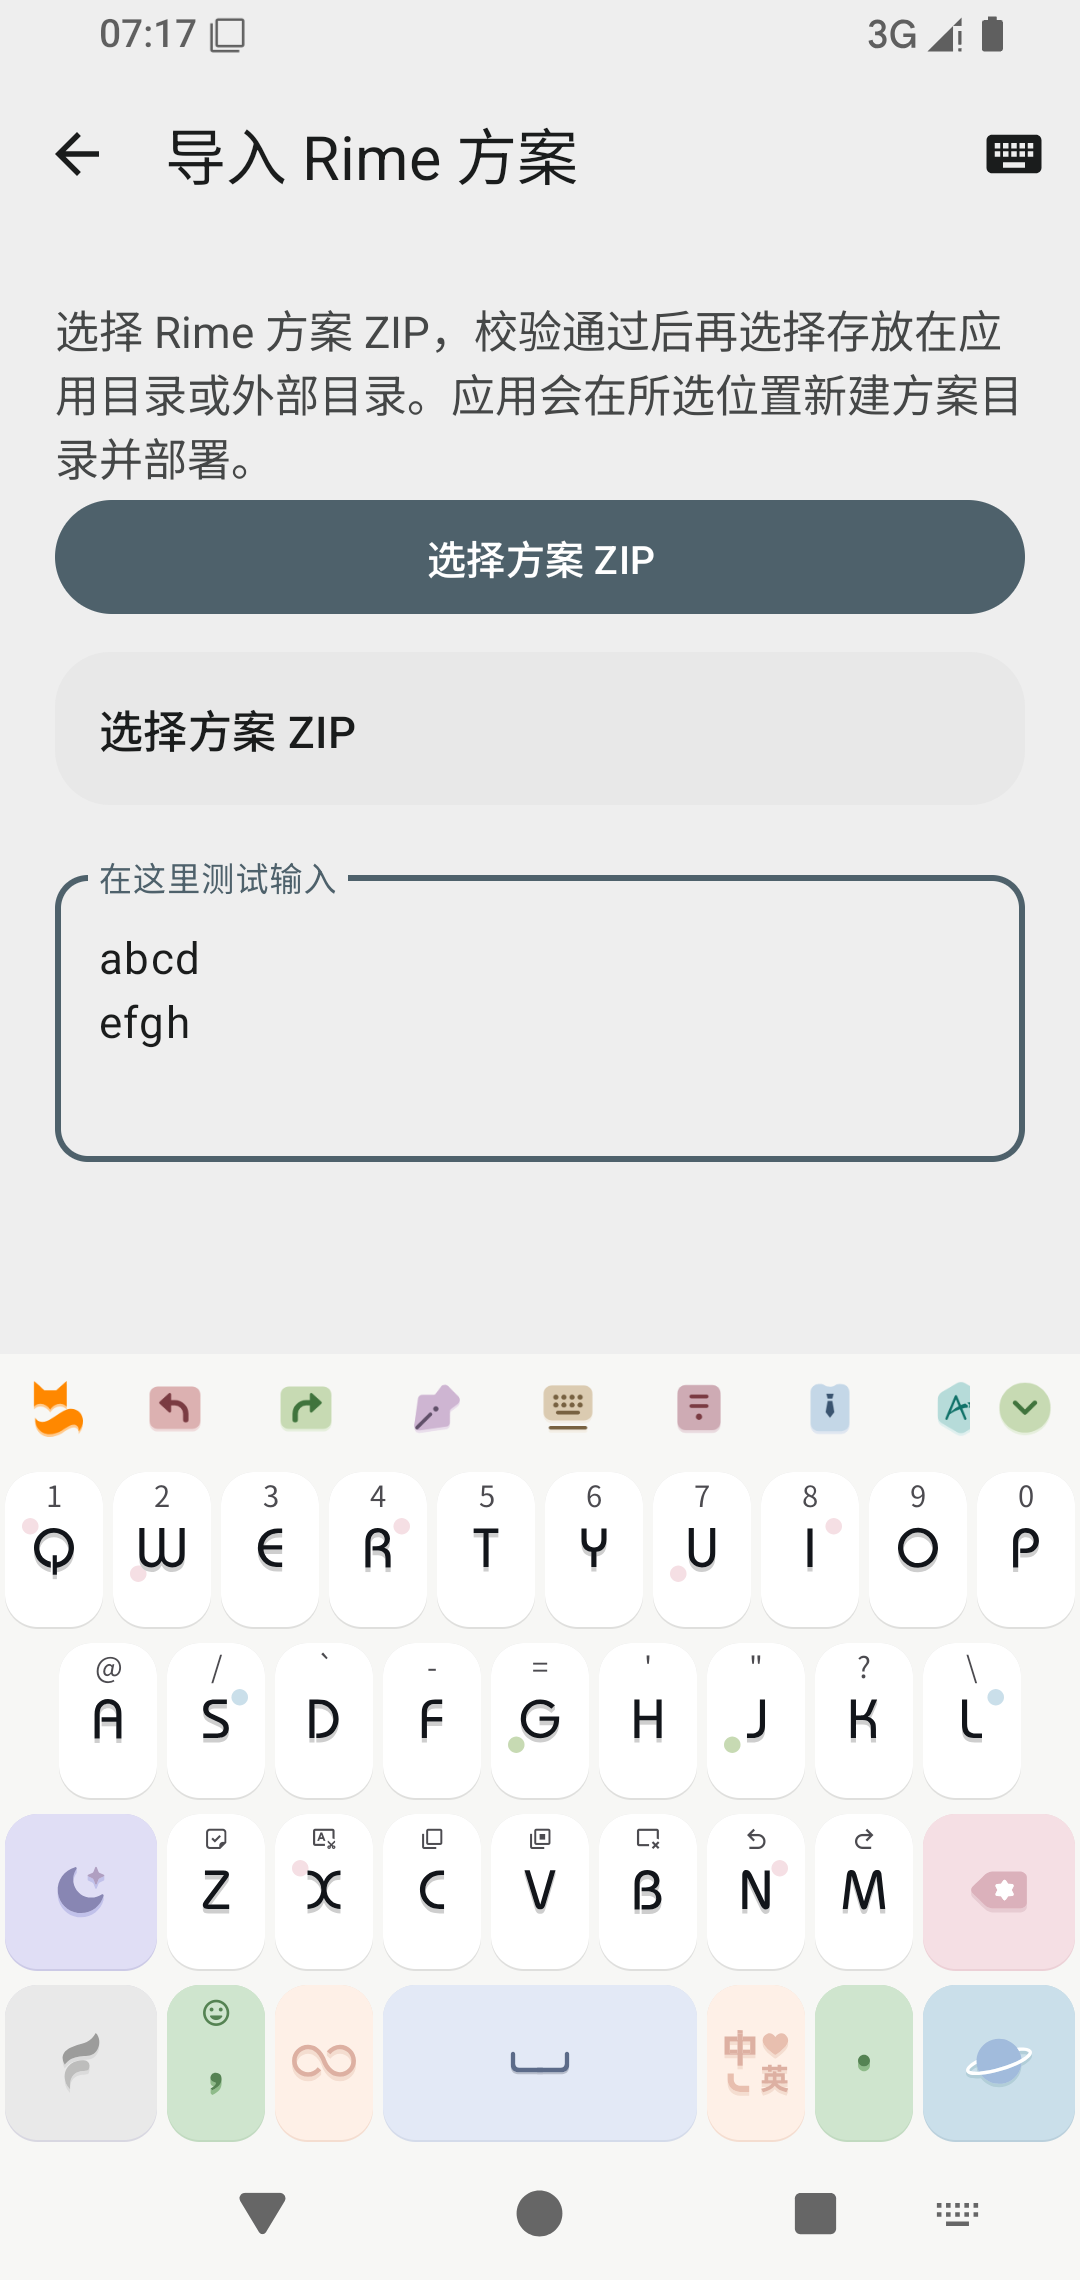 07:17 3G
导入 Rime 方案
选择 Rime 方案 ZIP，校验通过后再选择存放在应
用目录或外部目录。应用会在所选位置新建方案目
录并部署。
选择方案 ZIP
选择方案 ZIP
在这里测试输入
abcd
efgh
1 2 3 4 5 6 7 8 9 0
Q W E R T Y U I O P
@ / ` - = ' " ? \
A S D F G H J K L
Z X C V B N M
, 中 英 .